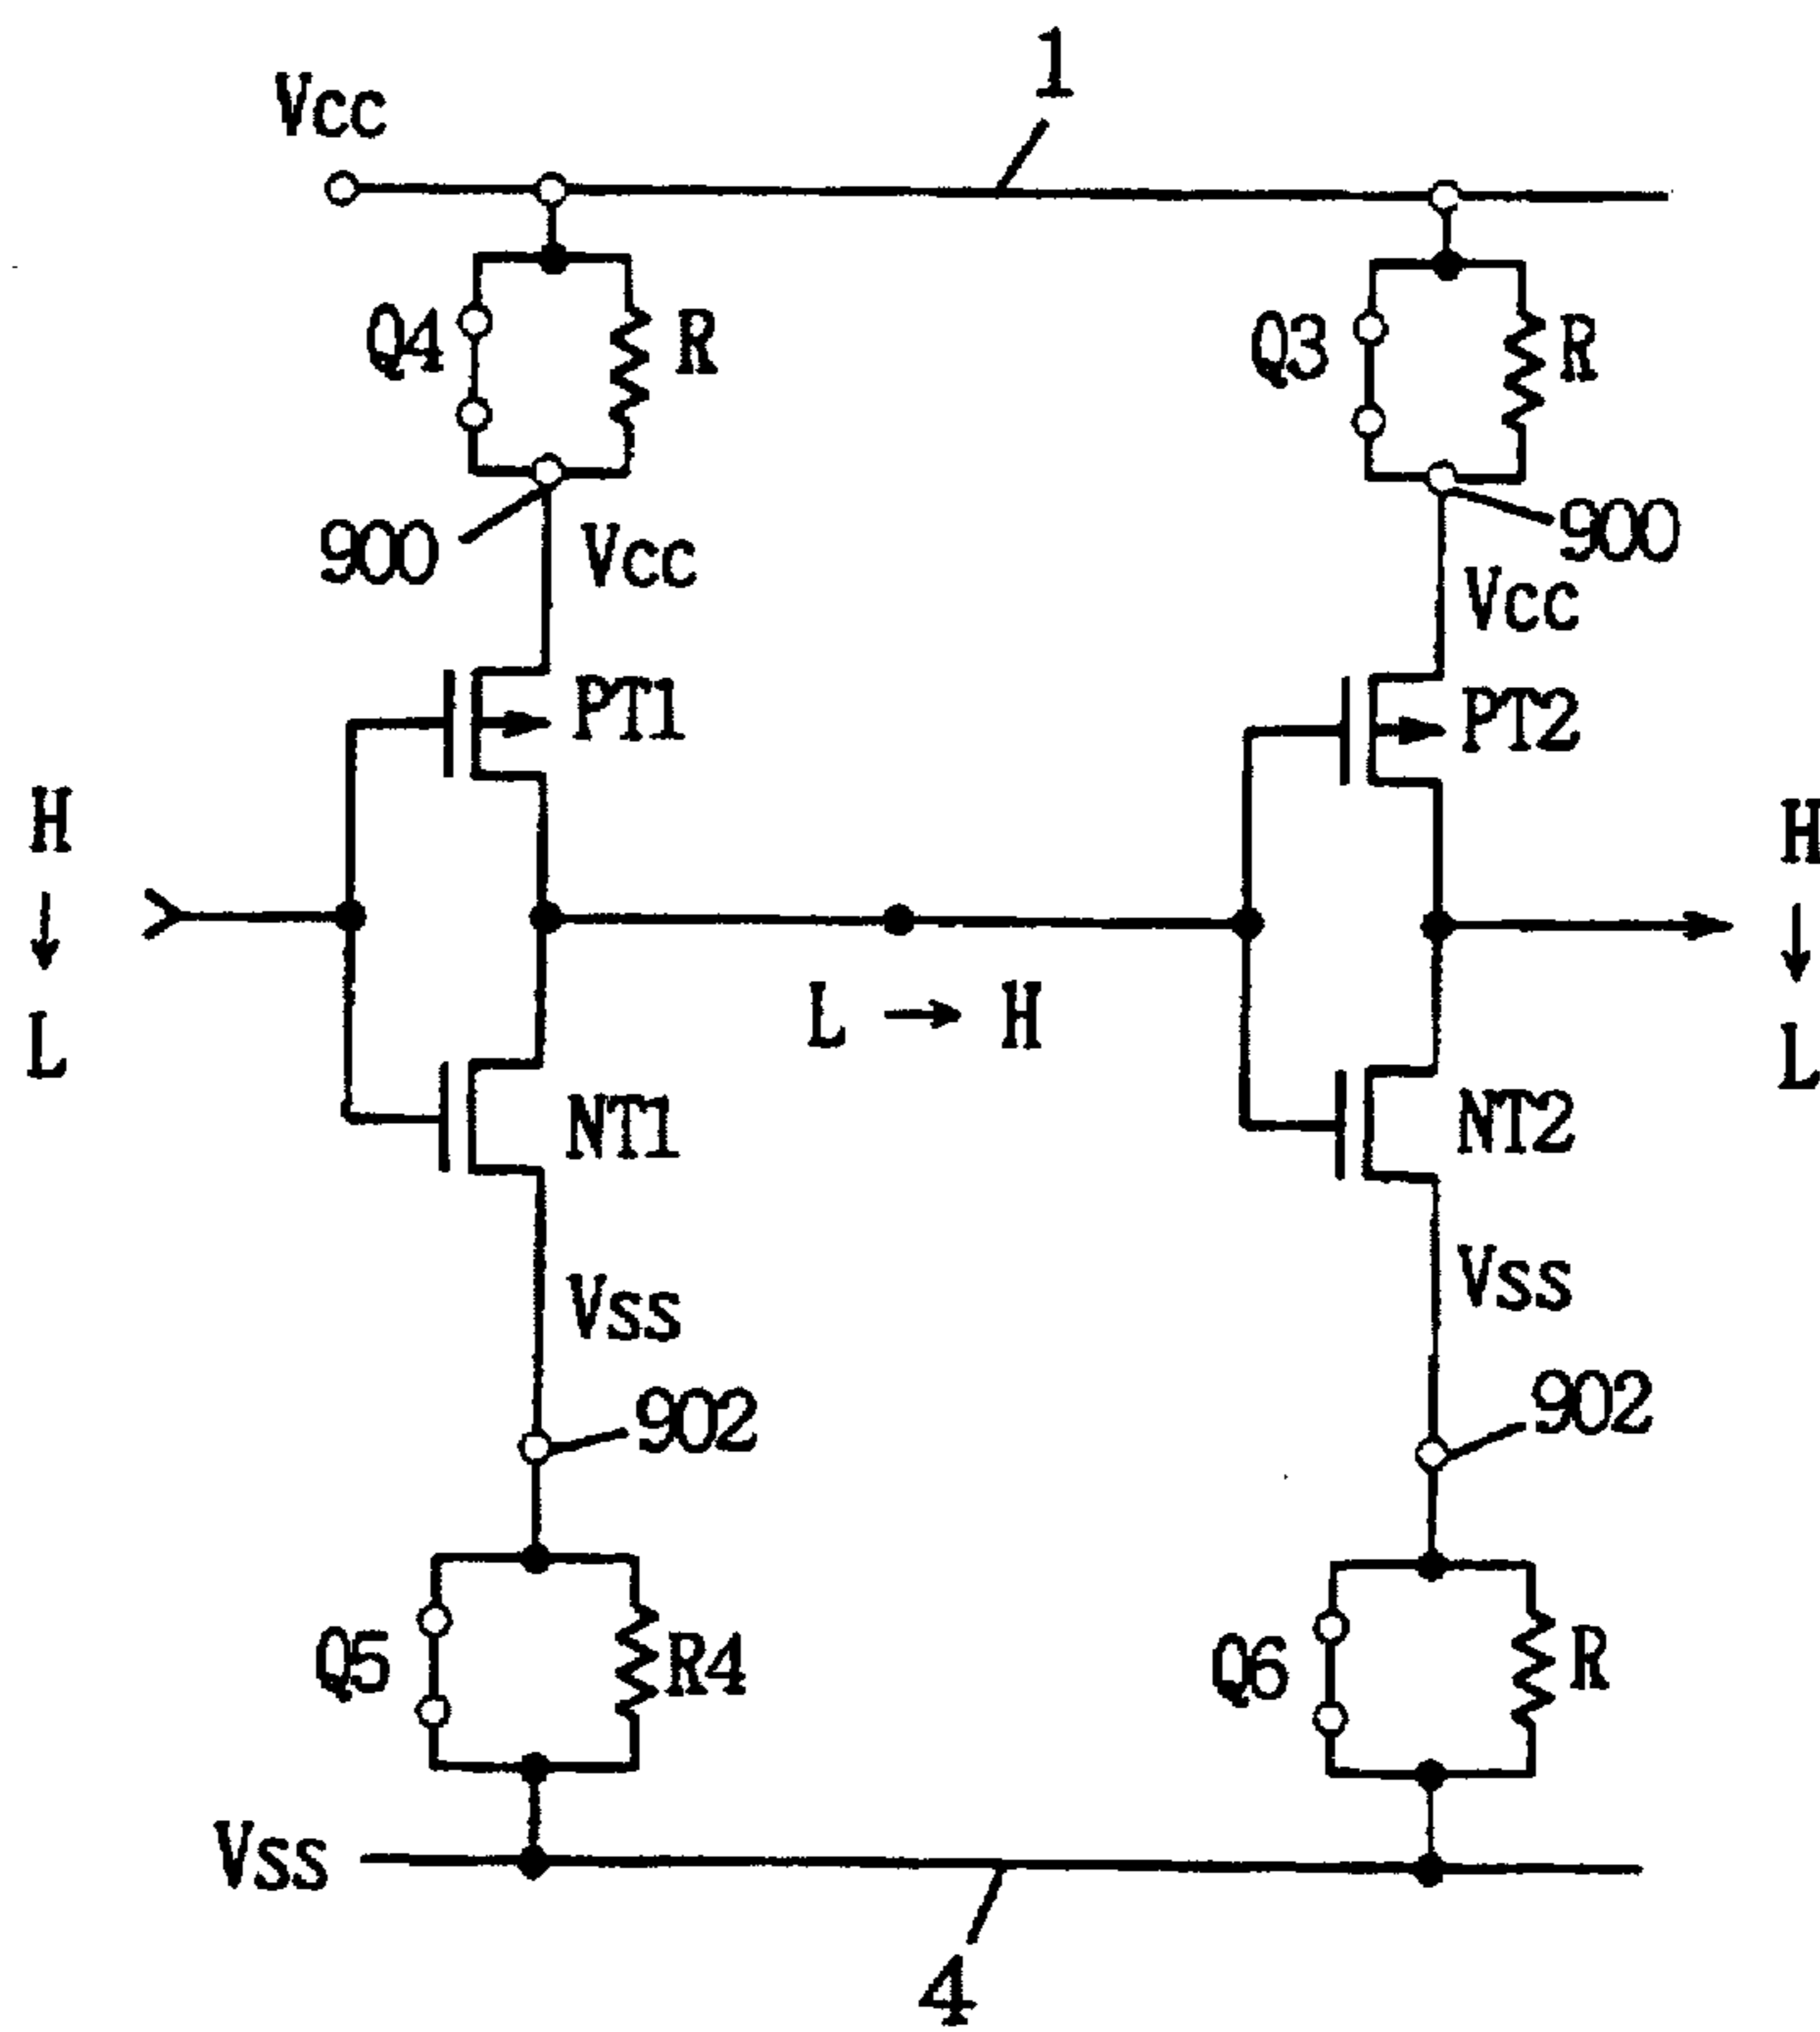 1
Vcc
Q4
R
Q3
R
900
Vcc
900
Vcc
PT1
PT2
H
↓
L
H
↓
L
L → H
NT1
NT2
Vss
Vss
902
902
Q5
R4
Q6
R
Vss
4